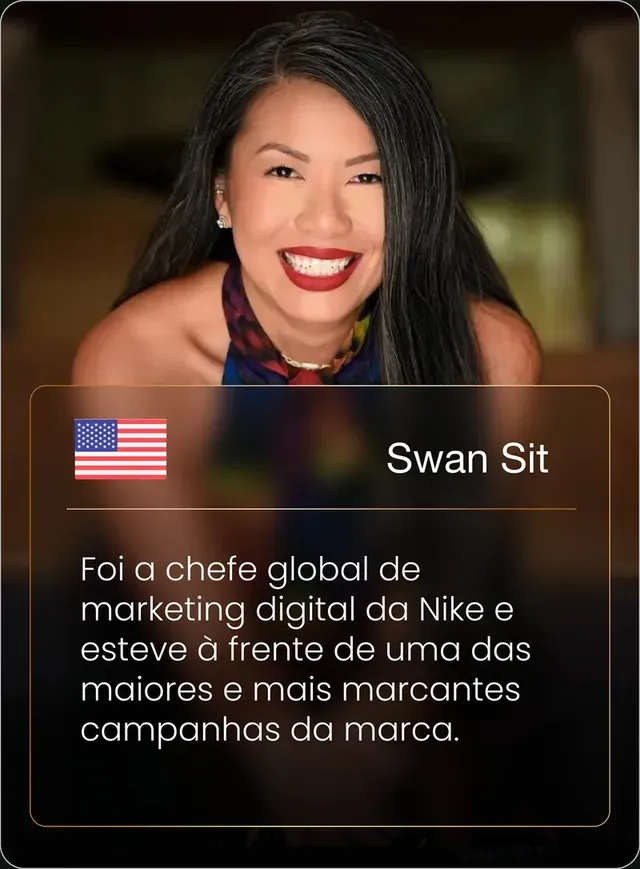 Swan Sit
Foi a chefe global de
marketing digital da Nike e
esteve à frente de uma das
maiores e mais marcantes
campanhas da marca.